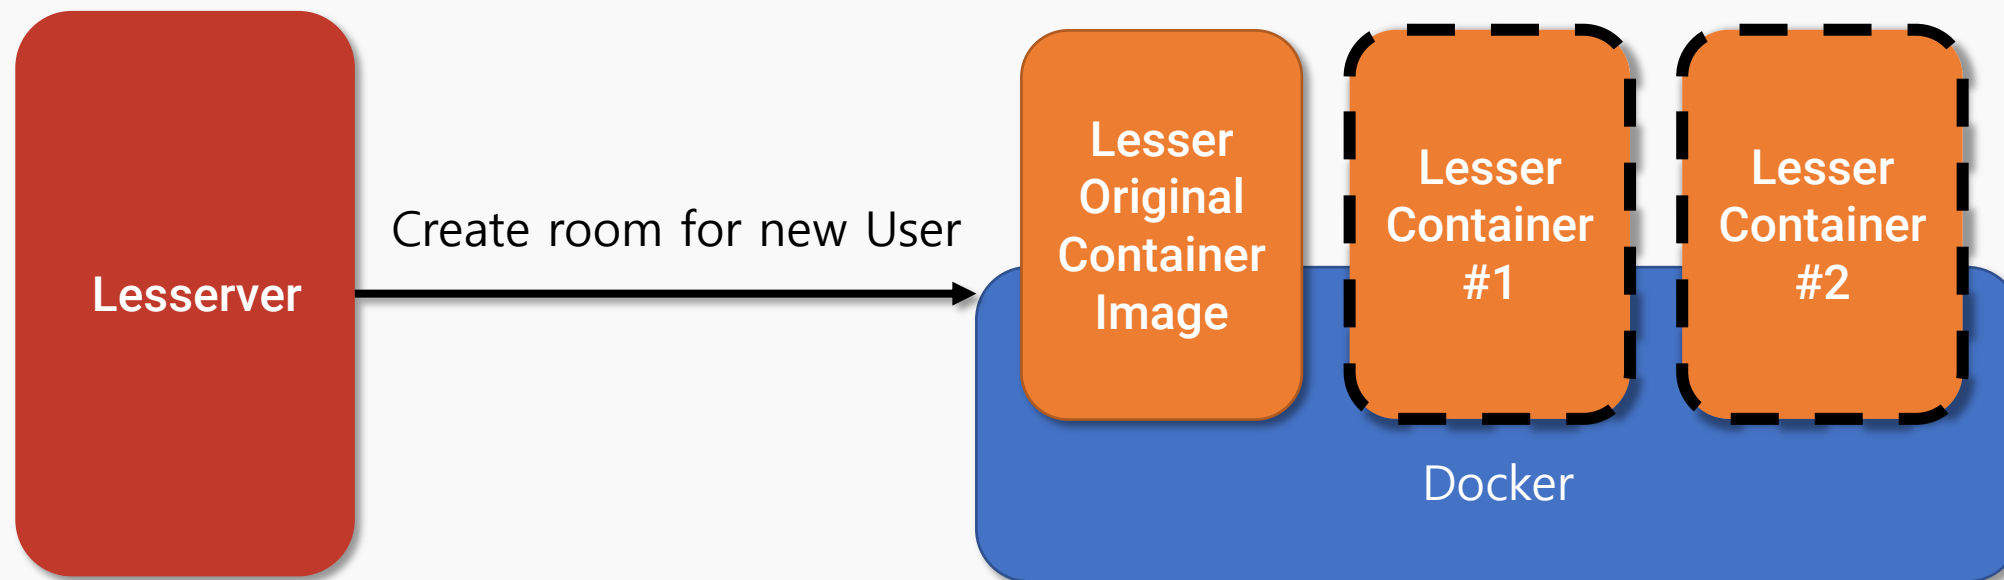 Lesserver
Create room for new User
Lesser
Original
Container
Image
Lesser
Container
#1
Lesser
Container
#2
Docker